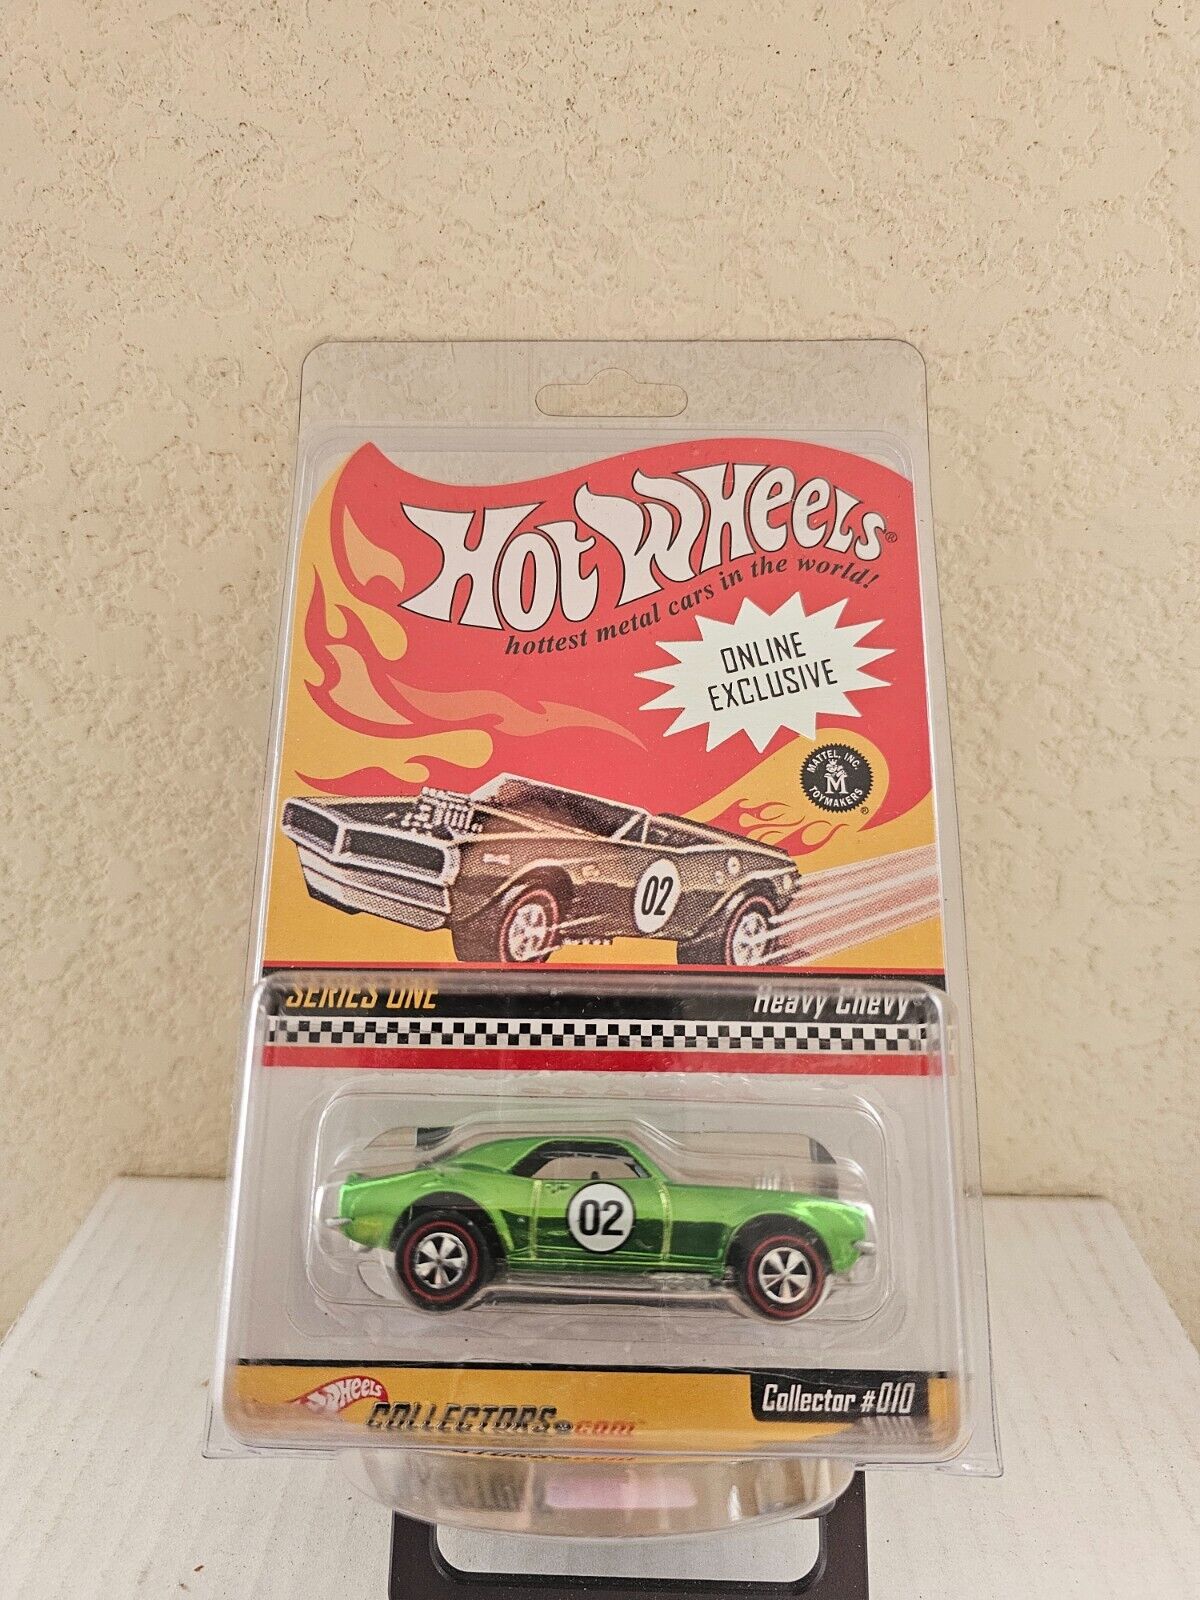 Hot Wheels®
hottest metal cars in the world!
ONLINE
EXCLUSIVE
MATTEL, INC.
M
TOYMAKERS
®
02
SERIES ONE
Heavy Chevy®
02
Hot Wheels
COLLECTORS.com™
Collector #010